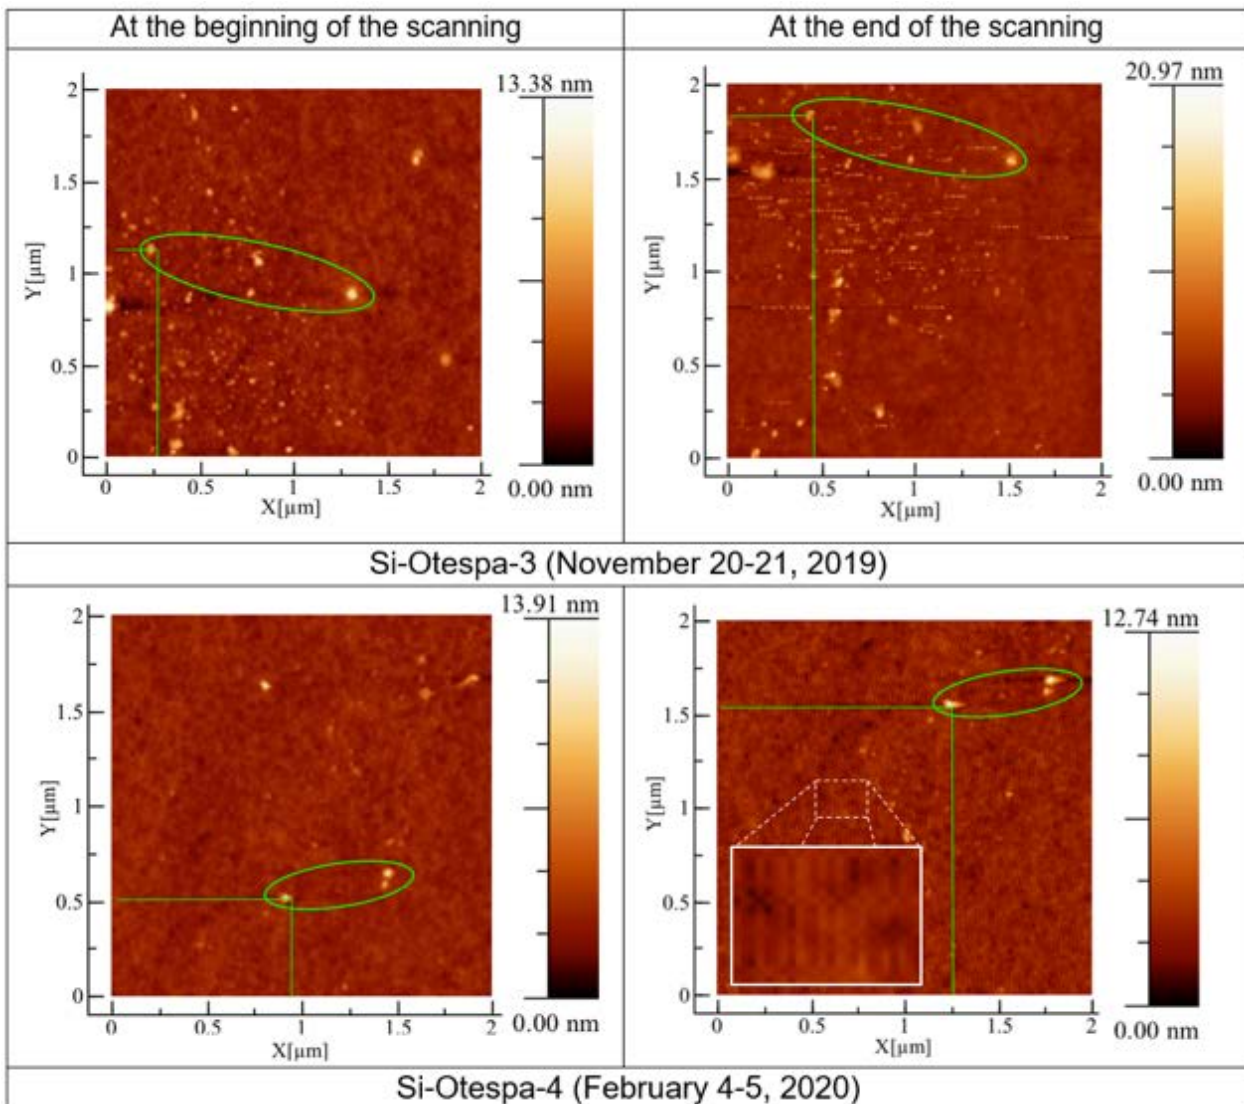 At the beginning of the scanning
At the end of the scanning
13.38 nm
2
1.5
Y[µm]
1
0.5
0
0.00 nm
0
0.5
1
1.5
2
X[µm]
20.97 nm
2
1.5
Y[µm]
1
0.5
0
0.00 nm
0
0.5
1
1.5
2
X[µm]
Si-Otespa-3 (November 20-21, 2019)
13.91 nm
2
1.5
Y[µm]
1
0.5
0
0.00 nm
0
0.5
1
1.5
2
X[µm]
12.74 nm
2
1.5
Y[µm]
1
0.5
0
0.00 nm
0
0.5
1
1.5
2
X[µm]
Si-Otespa-4 (February 4-5, 2020)